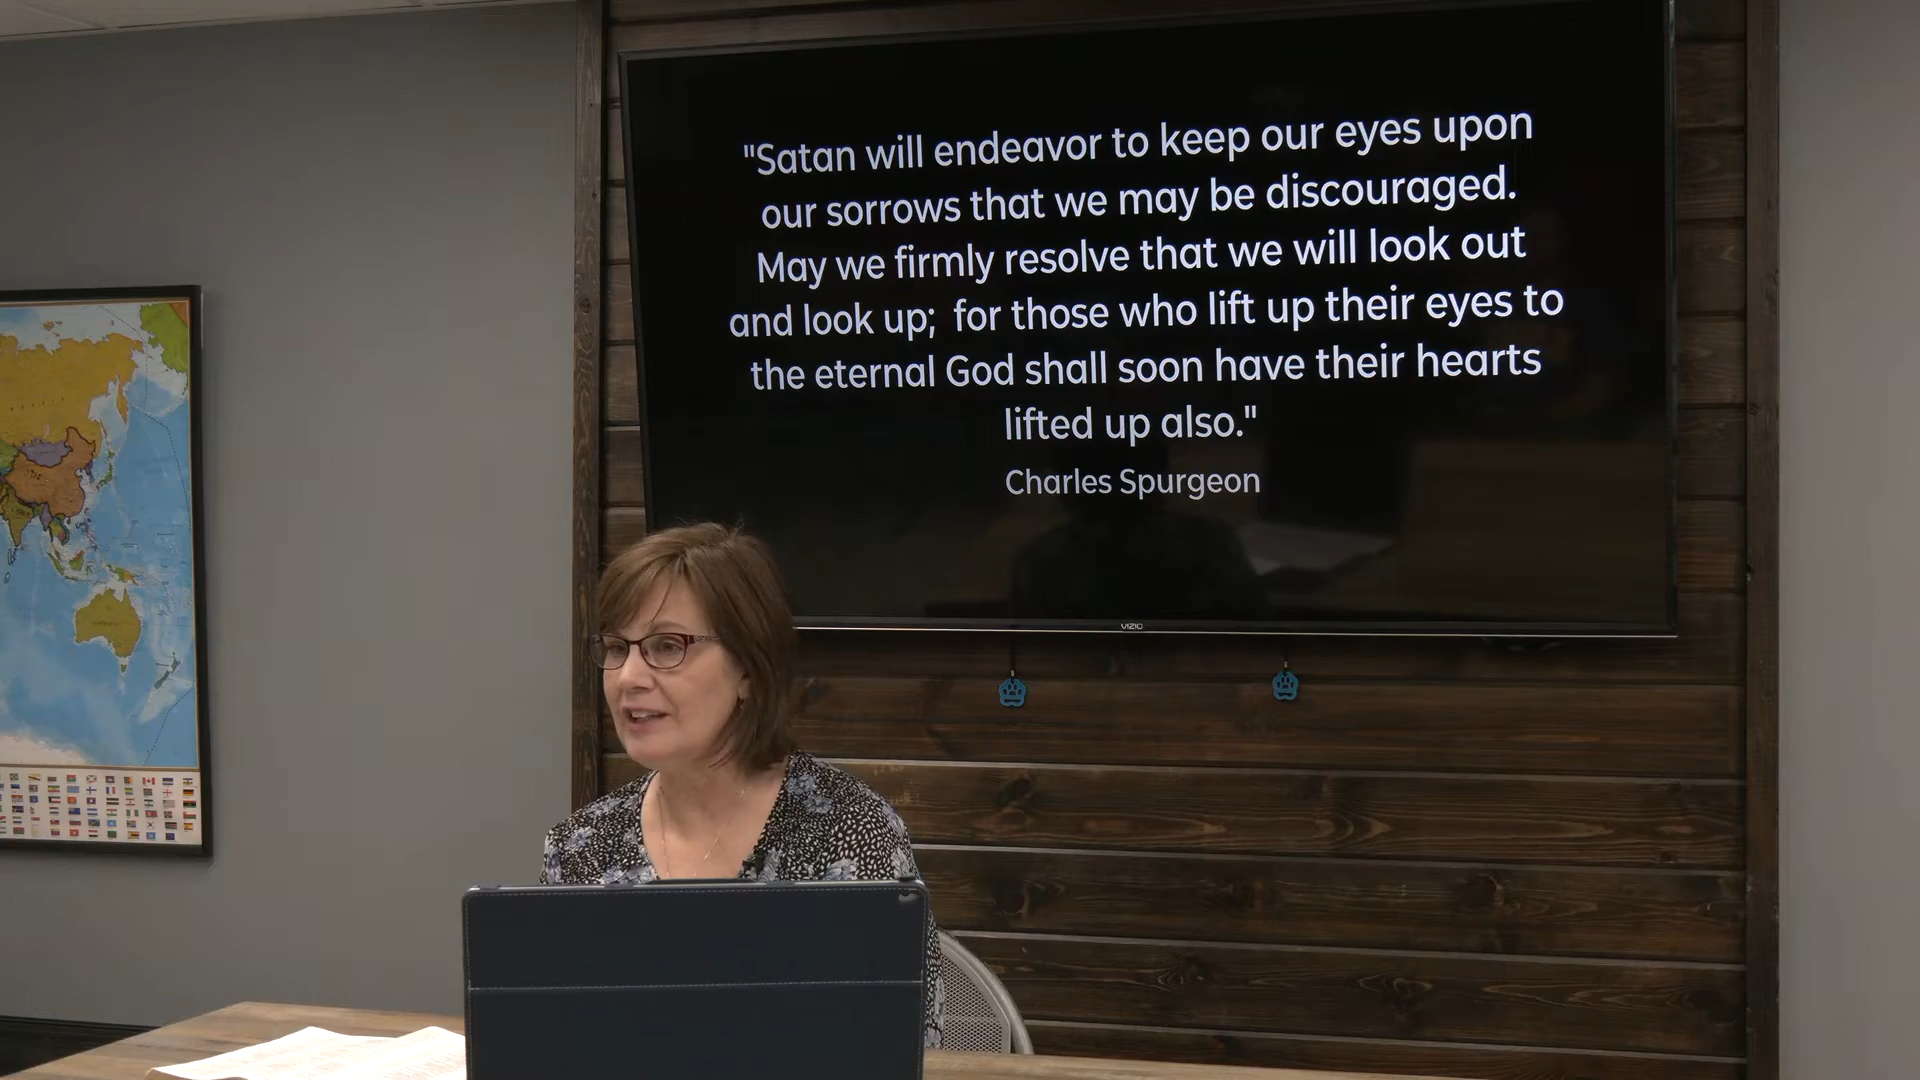 "Satan will endeavor to keep our eyes upon
our sorrows that we may be discouraged.
May we firmly resolve that we will look out
and look up;  for those who lift up their eyes to
the eternal God shall soon have their hearts
lifted up also."
Charles Spurgeon
VIZIO